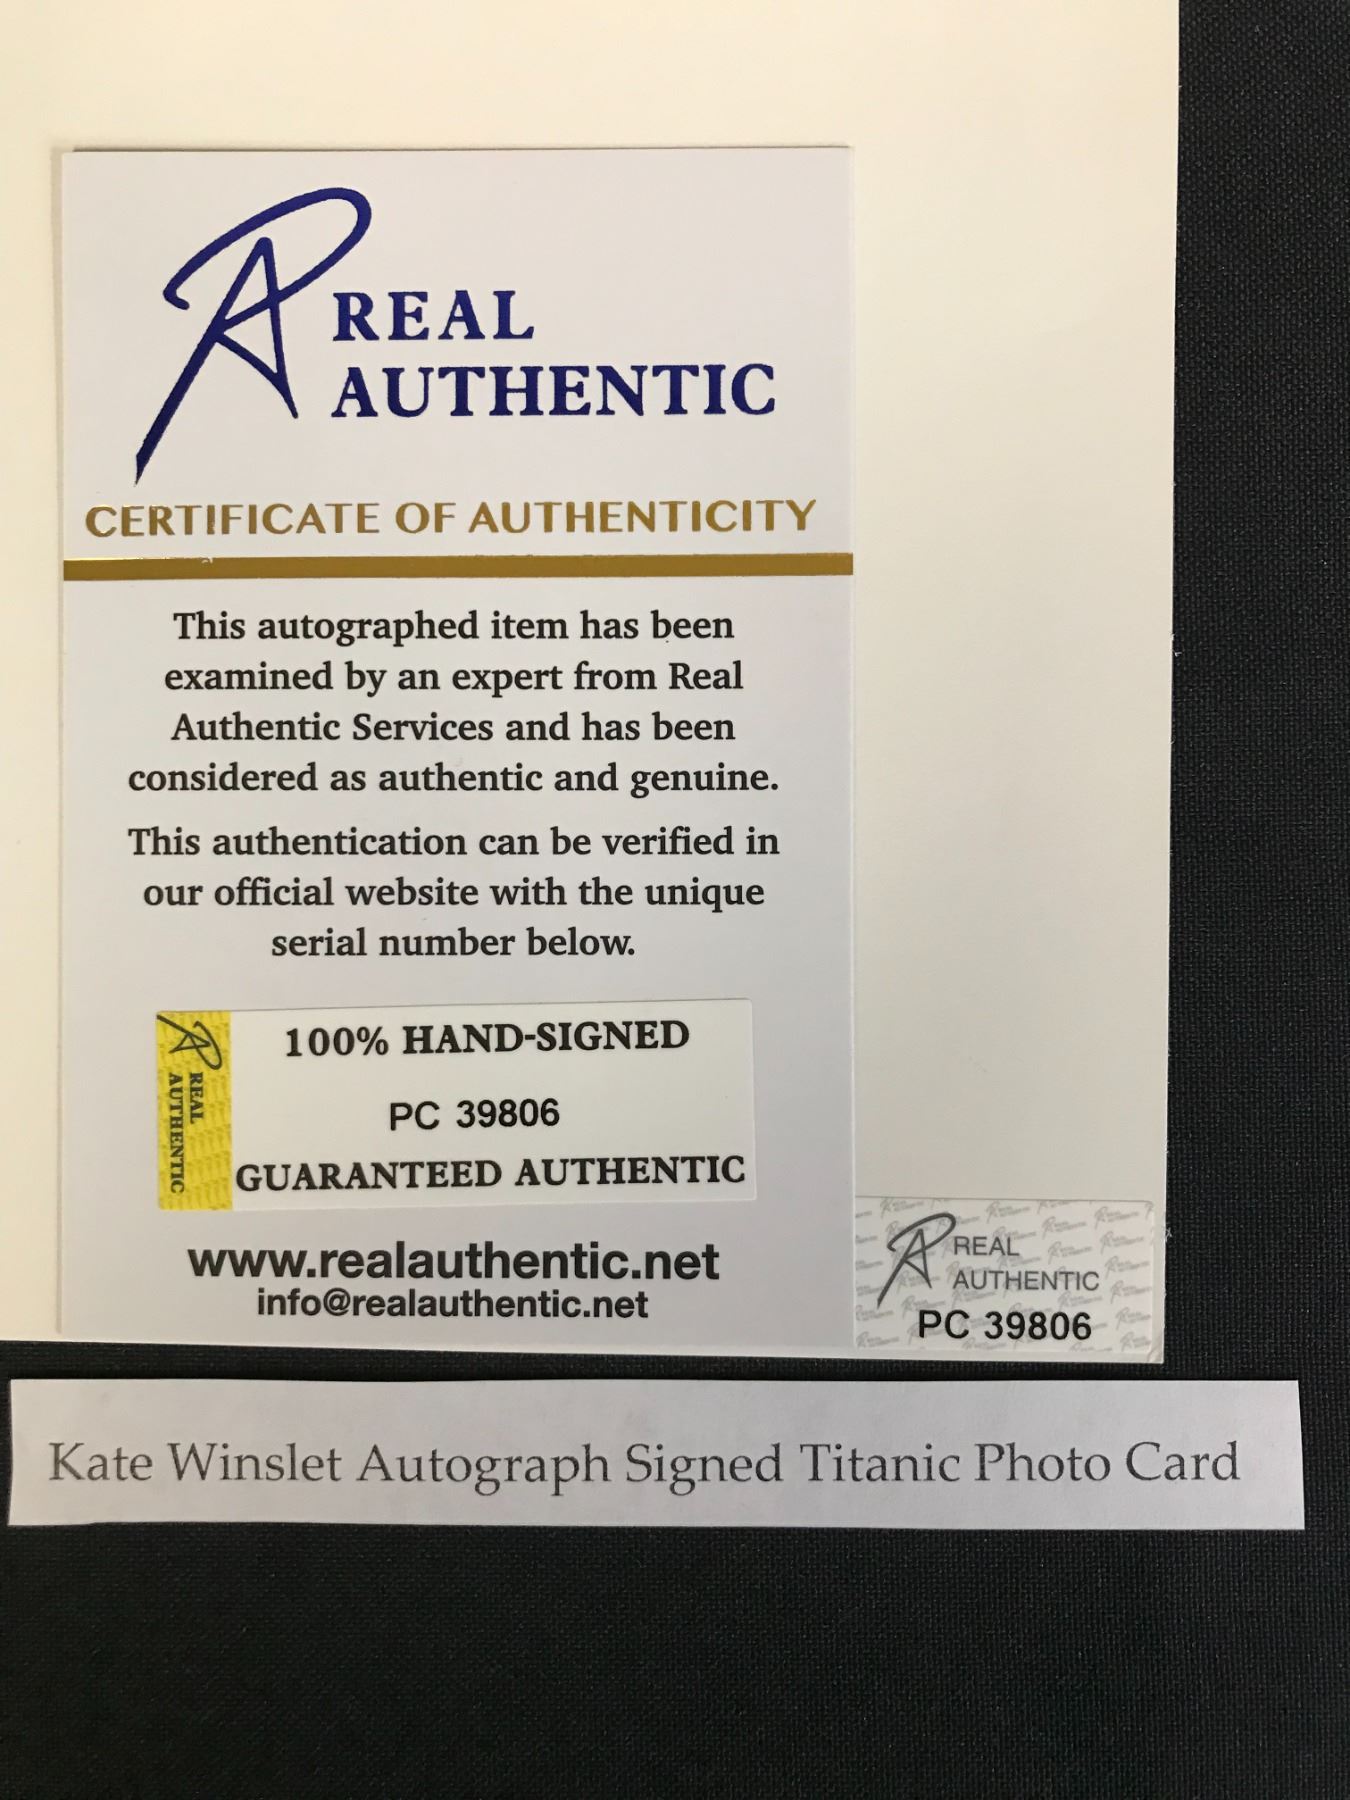 REAL
AUTHENTIC
CERTIFICATE OF AUTHENTICITY
This autographed item has been
examined by an expert from Real
Authentic Services and has been
considered as authentic and genuine.
This authentication can be verified in
our official website with the unique
serial number below.
REAL
AUTHENTIC
100% HAND-SIGNED
PC 39806
GUARANTEED AUTHENTIC
www.realauthentic.net
info@realauthentic.net
REAL
AUTHENTIC
PC 39806
Kate Winslet Autograph Signed Titanic Photo Card